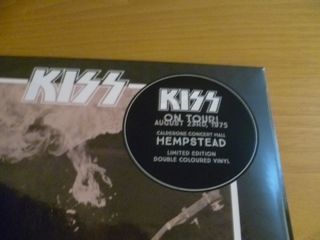 KISS
KISS
ON TOUR!
AUGUST 23RD, 1975
CALDERONE CONCERT HALL
HEMPSTEAD
LIMITED EDITION
DOUBLE COLOURED VINYL